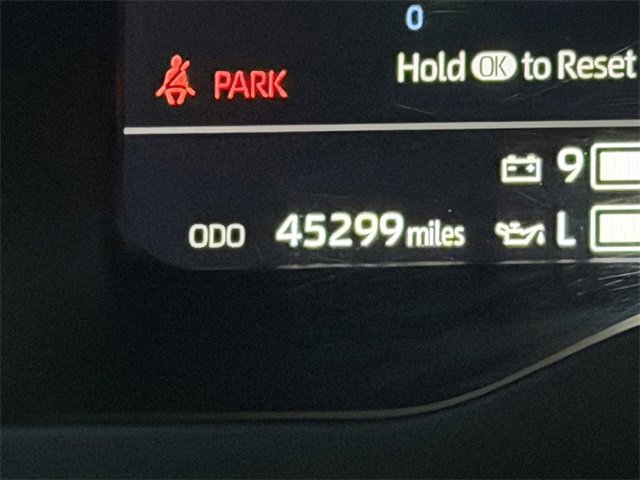 0
Hold OK to Reset
PARK
9
ODO 45299 miles L